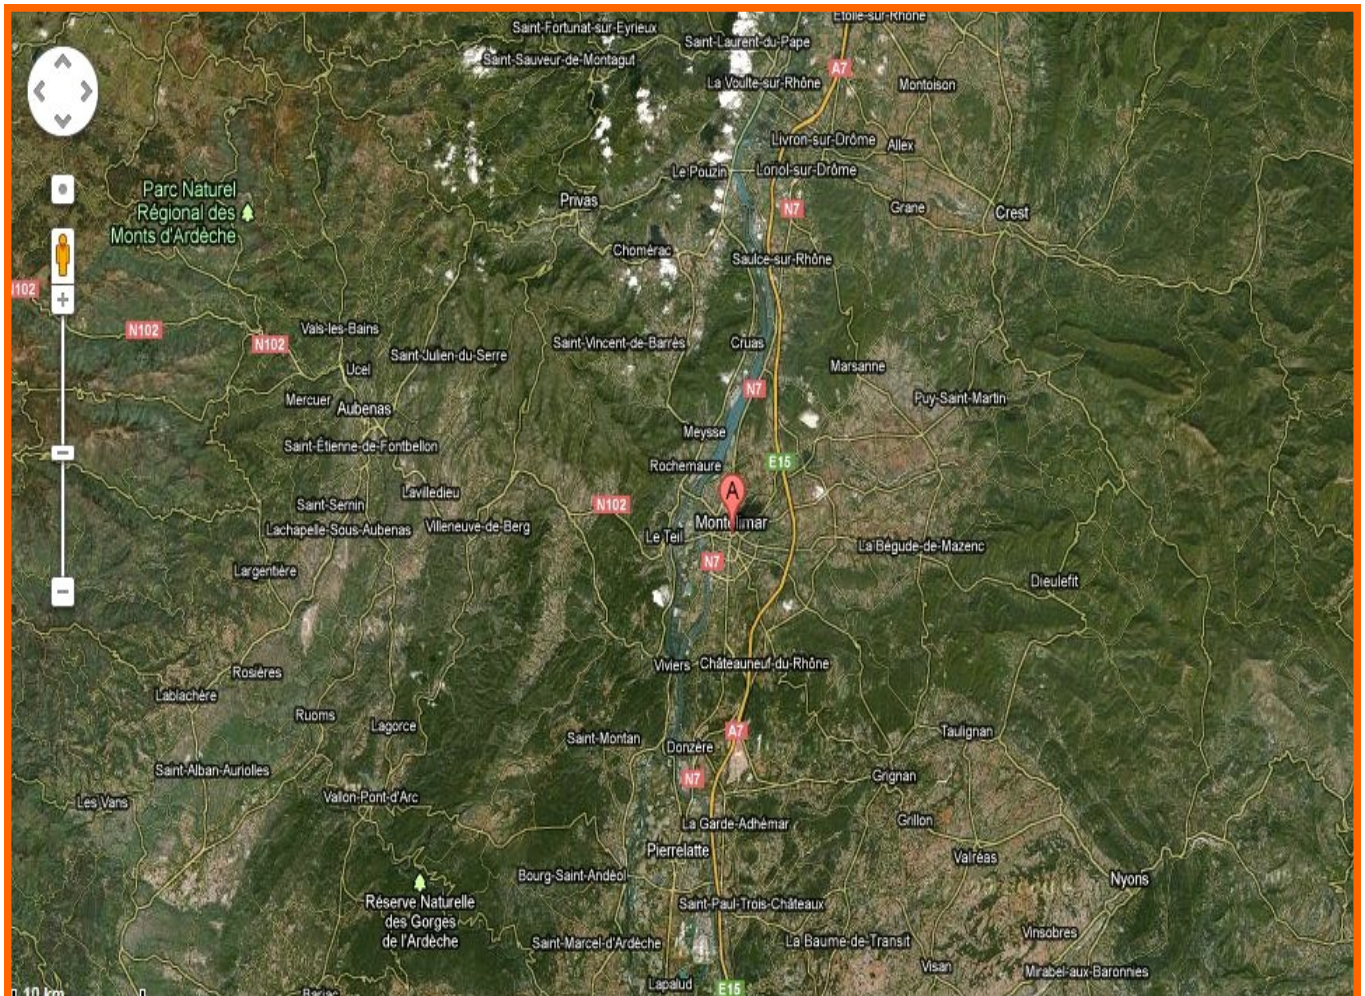 Étoile-sur-Rhône
Saint-Fortunat-sur-Eyrieux
Saint-Laurent-du-Pape
Saint-Sauveur-de-Montagut
A7
La Voulte-sur-Rhône
Montoison
Livron-sur-Drôme
Allex
Le Pouzin
Loriol-sur-Drôme
Parc Naturel
Régional des
Monts d'Ardèche
Privas
N7
Grane
Crest
Chomérac
Saulce-sur-Rhône
N102
N102
Vals-les-Bains
N102
Saint-Julien-du-Serre
Saint-Vincent-de-Barrès
Cruas
Ucel
Marsanne
N7
Mercuer
Aubenas
Puy-Saint-Martin
Meysse
Saint-Étienne-de-Fontbellon
Rochemaure
E15
A
Lavilledieu
Saint-Sernin
N102
Lachapelle-Sous-Aubenas
Villeneuve-de-Berg
Montélimar
Le Teil
La Bégude-de-Mazenc
N7
Largentière
Dieulefit
Viviers
Châteauneuf-du-Rhône
Rosières
Lablachère
Ruoms
Lagorce
Saint-Montan
A7
Taulignan
Donzère
Saint-Alban-Auriolles
N7
Grignan
Les Vans
Vallon-Pont-d'Arc
La Garde-Adhémar
Grillon
Pierrelatte
Valréas
Bourg-Saint-Andéol
Nyons
Réserve Naturelle
des Gorges
de l'Ardèche
Saint-Paul-Trois-Châteaux
Saint-Marcel-d'Ardèche
La Baume-de-Transit
Vinsobres
Visan
Mirabel-aux-Baronnies
Lapalud
E15
10 km
Barjac